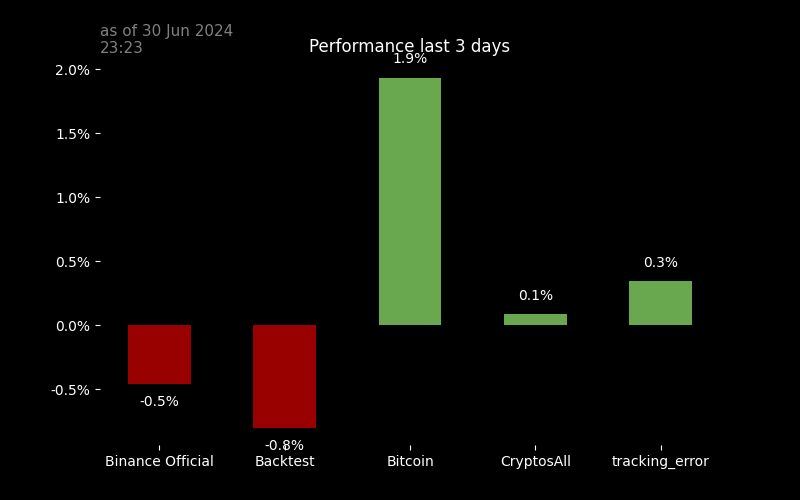 as of 30 Jun 2024
23:23
Performance last 3 days
1.9%
2.0%
1.5%
1.0%
0.5%
0.0%
-0.5%
0.3%
0.1%
-0.5%
-0.8%
Binance Official
Backtest
Bitcoin
CryptosAll
tracking_error